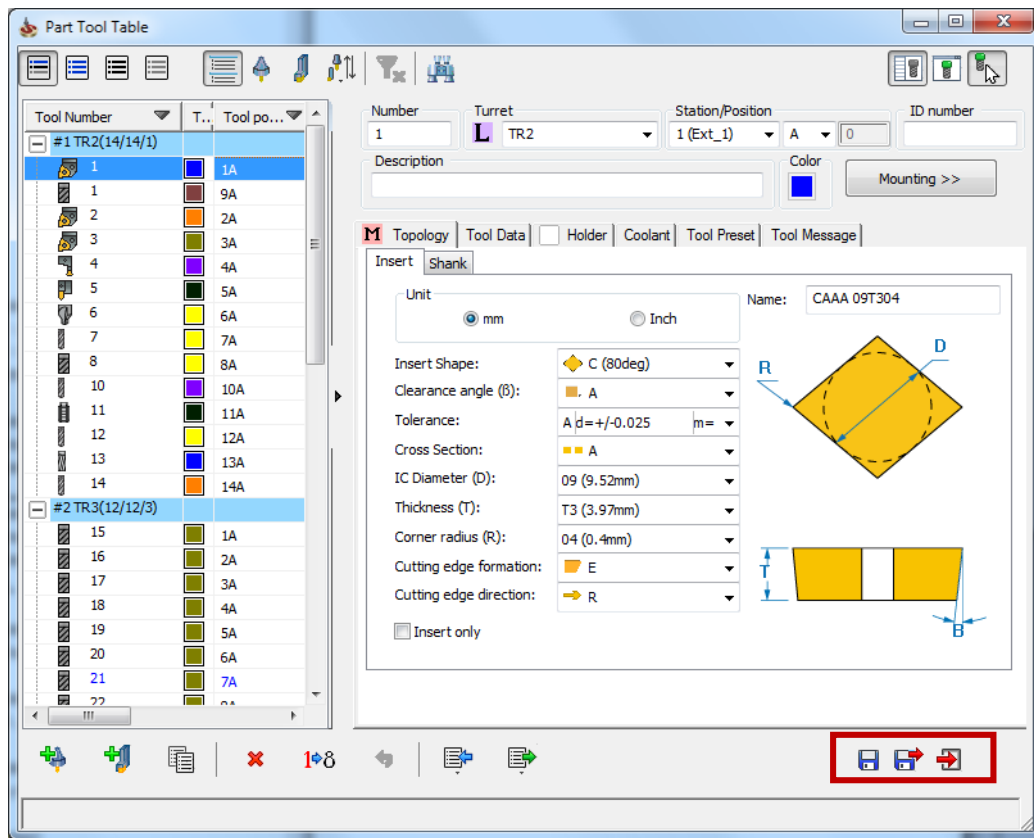 Part Tool Table
Tool Number T.. Tool po...
#1 TR2(14/14/1)
1 1A
1 9A
2 2A
3 3A
4 4A
5 5A
6 6A
7 7A
8 8A
10 10A
11 11A
12 12A
13 13A
14 14A
#2 TR3(12/12/3)
15 1A
16 2A
17 3A
18 4A
19 5A
20 6A
21 7A
22
Number Turret Station/Position ID number
1 L TR2 1 (Ext_1) A 0
Description Color
Mounting >>
M Topology Tool Data Holder Coolant Tool Preset Tool Message
Insert Shank
Unit
mm Inch
Name: CAAA 09T304
Insert Shape: C (80deg)
Clearance angle (ß): A
Tolerance: A d=+/-0.025 m=
Cross Section: A
IC Diameter (D): 09 (9.52mm)
Thickness (T): T3 (3.97mm)
Corner radius (R): 04 (0.4mm)
Cutting edge formation: E
Cutting edge direction: R
Insert only
R
D
T
B
1 8